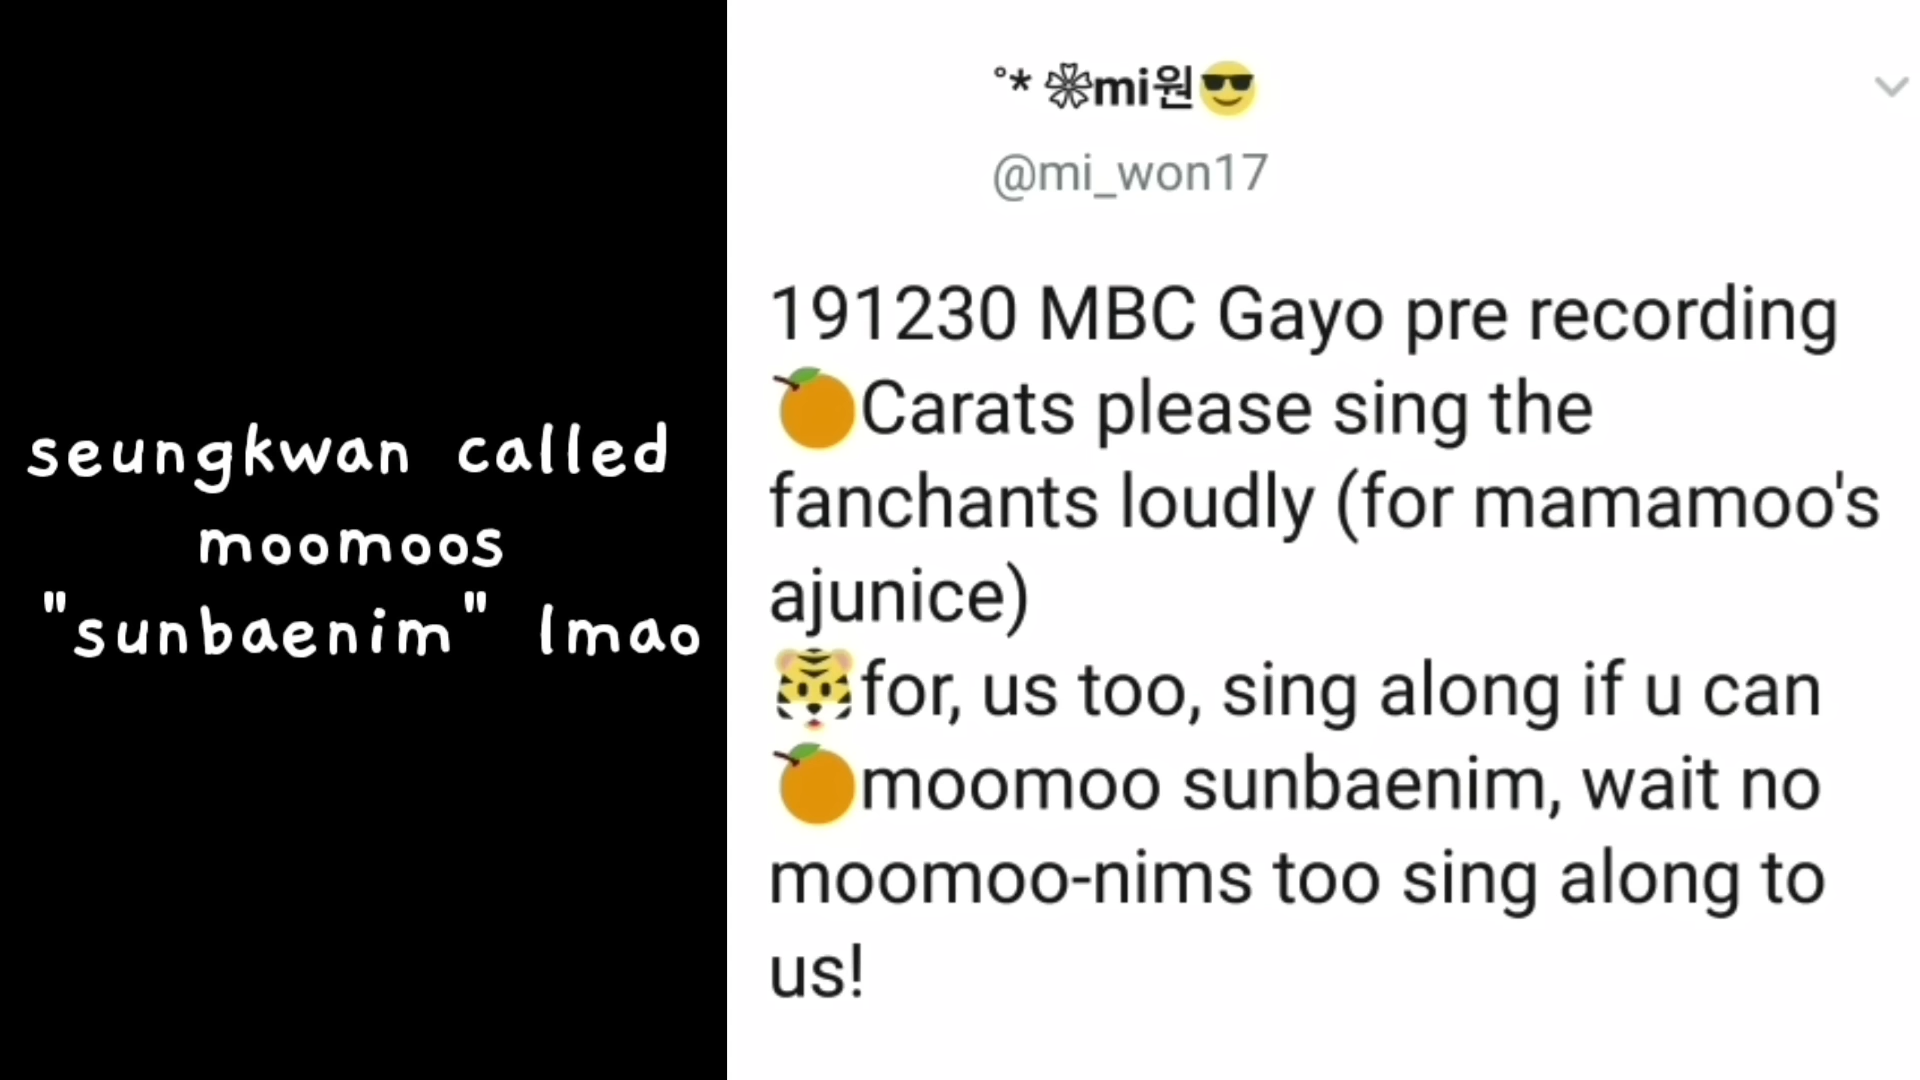 seungkwan called
moomoos
"sunbaenim" lmao
°* ❀mi원😎
@mi_won17
191230 MBC Gayo pre recording
🍊Carats please sing the
fanchants loudly (for mamamoo's
ajunice)
🐯for, us too, sing along if u can
🍊moomoo sunbaenim, wait no
moomoo-nims too sing along to
us!